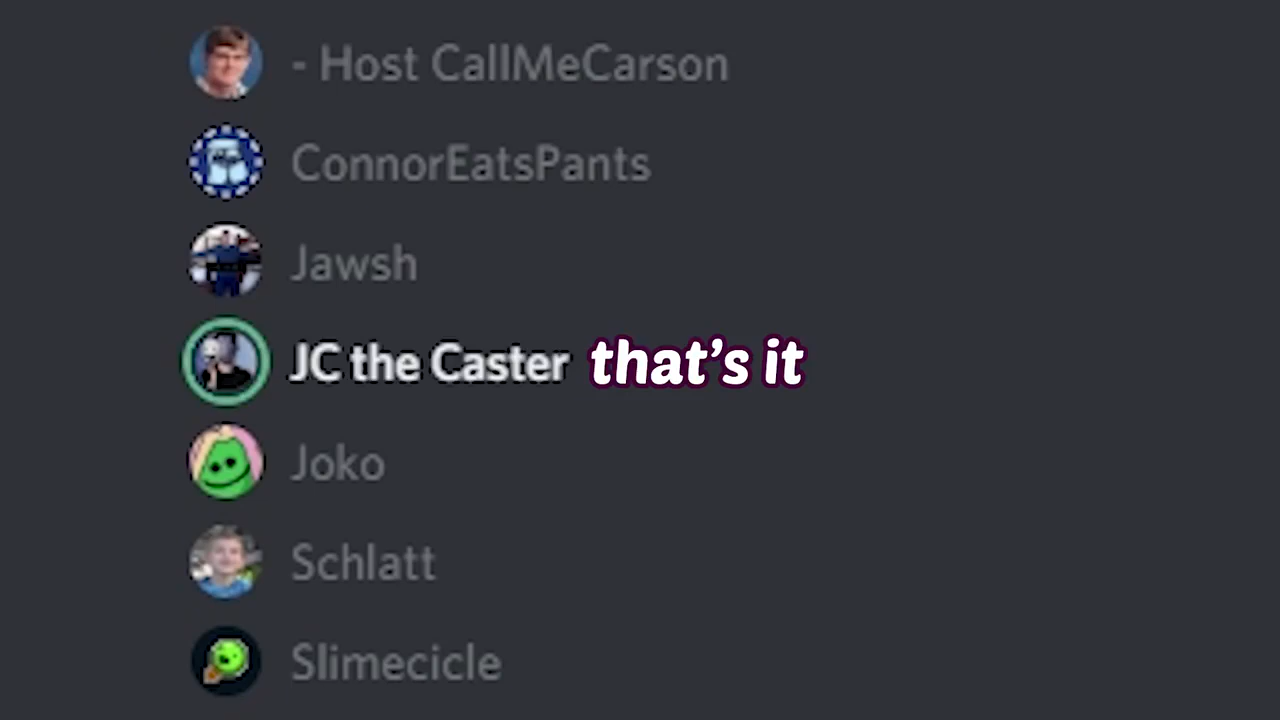 - Host CallMeCarson
ConnorEatsPants
Jawsh
JC the Caster that's it
Joko
Schlatt
Slimecicle